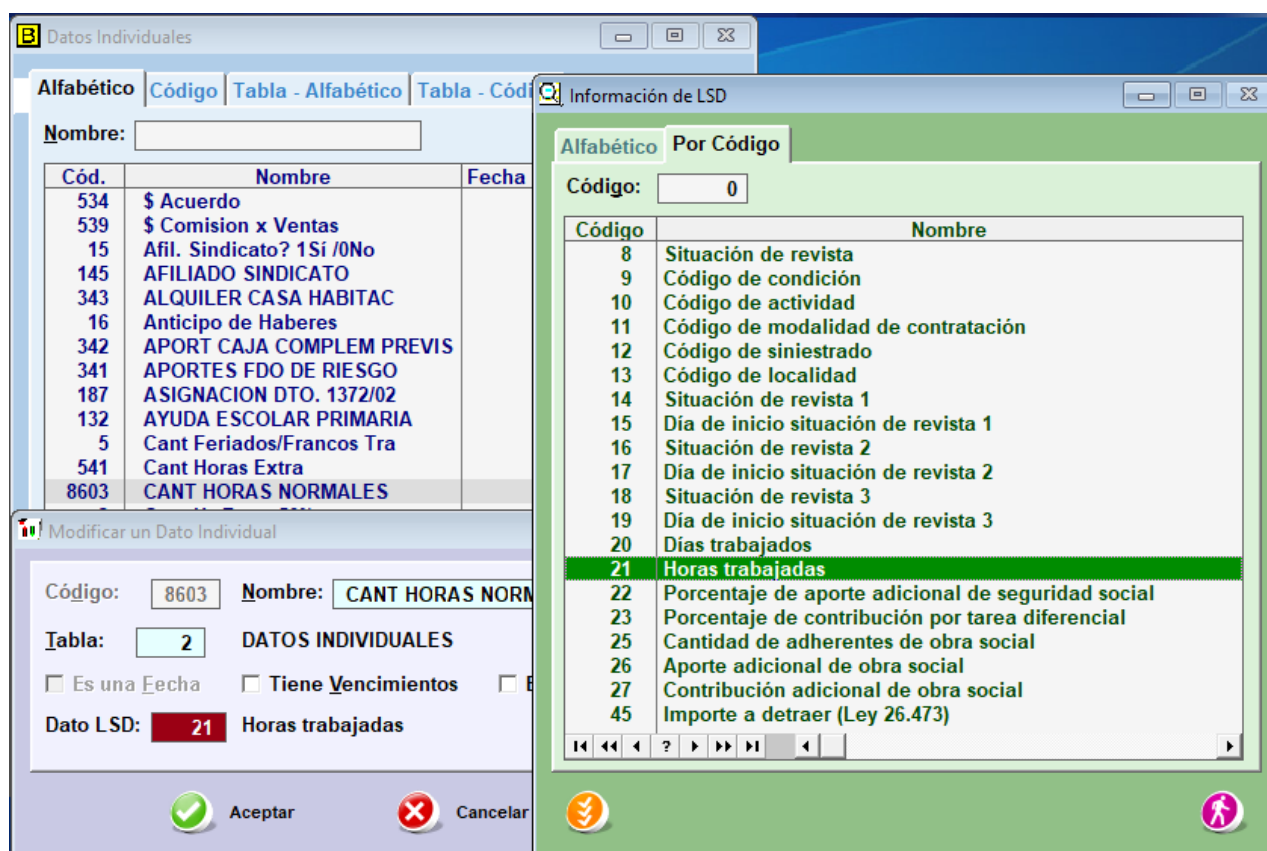 Datos Individuales
Alfabético Código Tabla - Alfabético Tabla - Códi
Nombre:
Cód. Nombre Fecha
534 $ Acuerdo
539 $ Comision x Ventas
15 Afil. Sindicato? 1Sí /0No
145 AFILIADO SINDICATO
343 ALQUILER CASA HABITAC
16 Anticipo de Haberes
342 APORT CAJA COMPLEM PREVIS
341 APORTES FDO DE RIESGO
187 ASIGNACION DTO. 1372/02
132 AYUDA ESCOLAR PRIMARIA
5 Cant Feriados/Francos Tra
541 Cant Horas Extra
8603 CANT HORAS NORMALES
Modificar un Dato Individual
Código: 8603 Nombre: CANT HORAS NORM
Tabla: 2 DATOS INDIVIDUALES
Es una Fecha Tiene Vencimientos
Dato LSD: 21 Horas trabajadas
Aceptar Cancelar
Información de LSD
Alfabético Por Código
Código: 0
Código Nombre
8 Situación de revista
9 Código de condición
10 Código de actividad
11 Código de modalidad de contratación
12 Código de siniestrado
13 Código de localidad
14 Situación de revista 1
15 Día de inicio situación de revista 1
16 Situación de revista 2
17 Día de inicio situación de revista 2
18 Situación de revista 3
19 Día de inicio situación de revista 3
20 Días trabajados
21 Horas trabajadas
22 Porcentaje de aporte adicional de seguridad social
23 Porcentaje de contribución por tarea diferencial
25 Cantidad de adherentes de obra social
26 Aporte adicional de obra social
27 Contribución adicional de obra social
45 Importe a detraer (Ley 26.473)